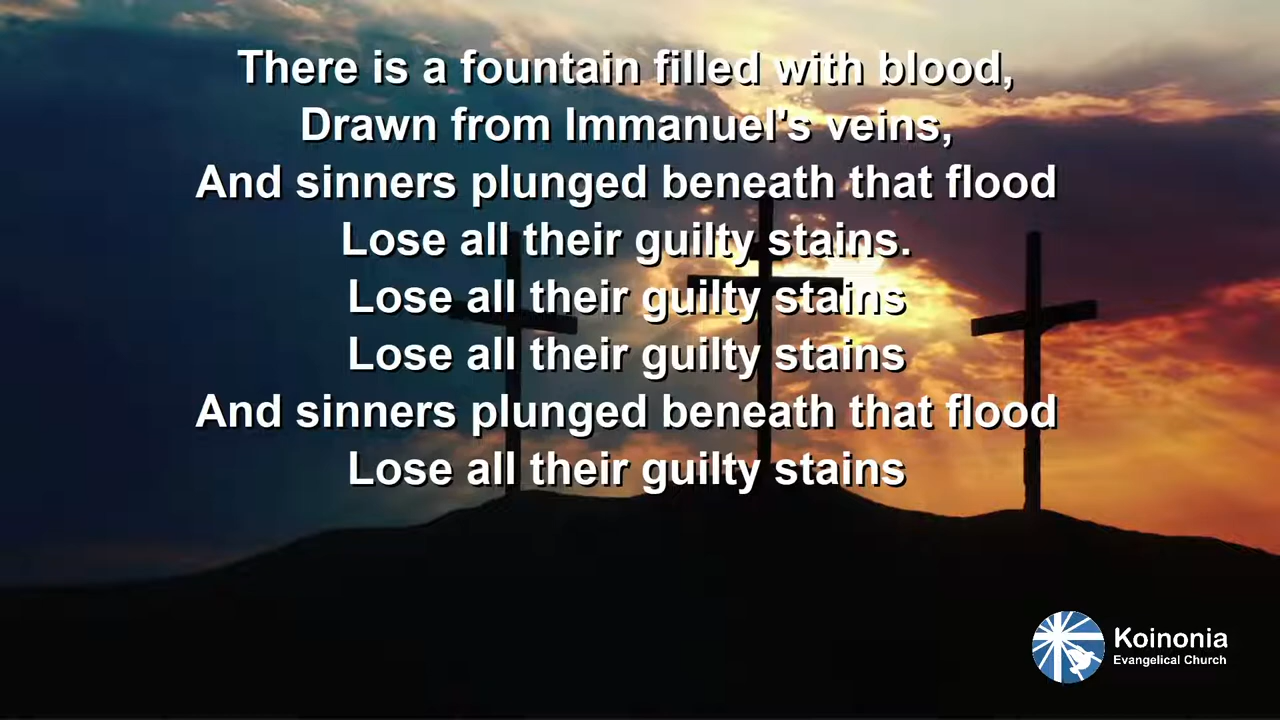 There is a fountain filled with blood,
Drawn from Immanuel's veins,
And sinners plunged beneath that flood
Lose all their guilty stains.
Lose all their guilty stains
Lose all their guilty stains
And sinners plunged beneath that flood
Lose all their guilty stains
Koinonia
Evangelical Church